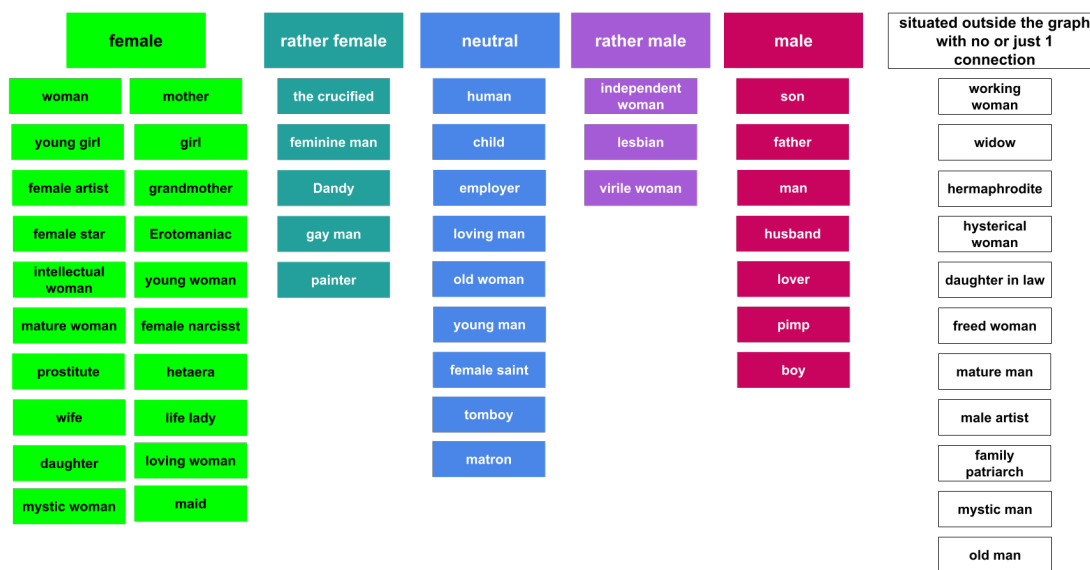 female
rather female
neutral
rather male
male
situated outside the graph
with no or just 1
connection
woman
mother
young girl
girl
female artist
grandmother
female star
Erotomaniac
intellectual
woman
young woman
mature woman
female narcisst
prostitute
hetaera
wife
life lady
daughter
loving woman
mystic woman
maid
the crucified
feminine man
Dandy
gay man
painter
human
child
employer
loving man
old woman
young man
female saint
tomboy
matron
independent
woman
lesbian
virile woman
son
father
man
husband
lover
pimp
boy
working
woman
widow
hermaphrodite
hysterical
woman
daughter in law
freed woman
mature man
male artist
family
patriarch
mystic man
old man